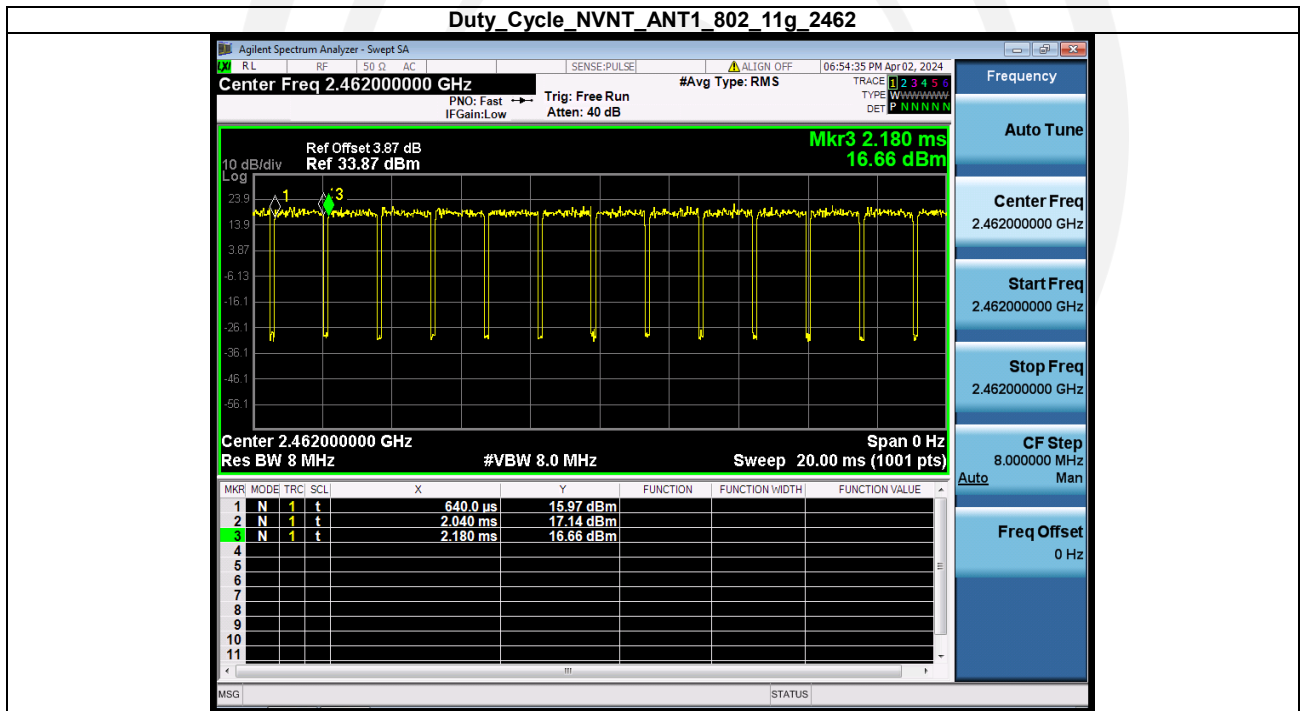 Duty_Cycle_NVNT_ANT1_802_11g_2462
Agilent Spectrum Analyzer - Swept SA
LXI RL RF 50 Ω AC SENSE:PULSE ALIGN OFF 06:54:35 PM Apr 02, 2024
Center Freq 2.462000000 GHz
PNO: Fast
IFGain:Low
Trig: Free Run
Atten: 40 dB
#Avg Type: RMS
TRACE 1 2 3 4 5 6
TYPE WWWWWW
DET P N N N N N
Frequency
Auto Tune
Center Freq
2.462000000 GHz
Start Freq
2.462000000 GHz
Stop Freq
2.462000000 GHz
CF Step
8.000000 MHz
Auto Man
Freq Offset
0 Hz
Mkr3 2.180 ms
16.66 dBm
Ref Offset 3.87 dB
10 dB/div Ref 33.87 dBm
Log
23.9
13.9
3.87
-6.13
-16.1
-26.1
-36.1
-46.1
-56.1
1 3
Center 2.462000000 GHz Span 0 Hz
Res BW 8 MHz #VBW 8.0 MHz Sweep 20.00 ms (1001 pts)
MKR MODE TRC SCL X Y FUNCTION FUNCTION WIDTH FUNCTION VALUE
1 N 1 t 640.0 µs 15.97 dBm
2 N 1 t 2.040 ms 17.14 dBm
3 N 1 t 2.180 ms 16.66 dBm
4
5
6
7
8
9
10
11
MSG STATUS